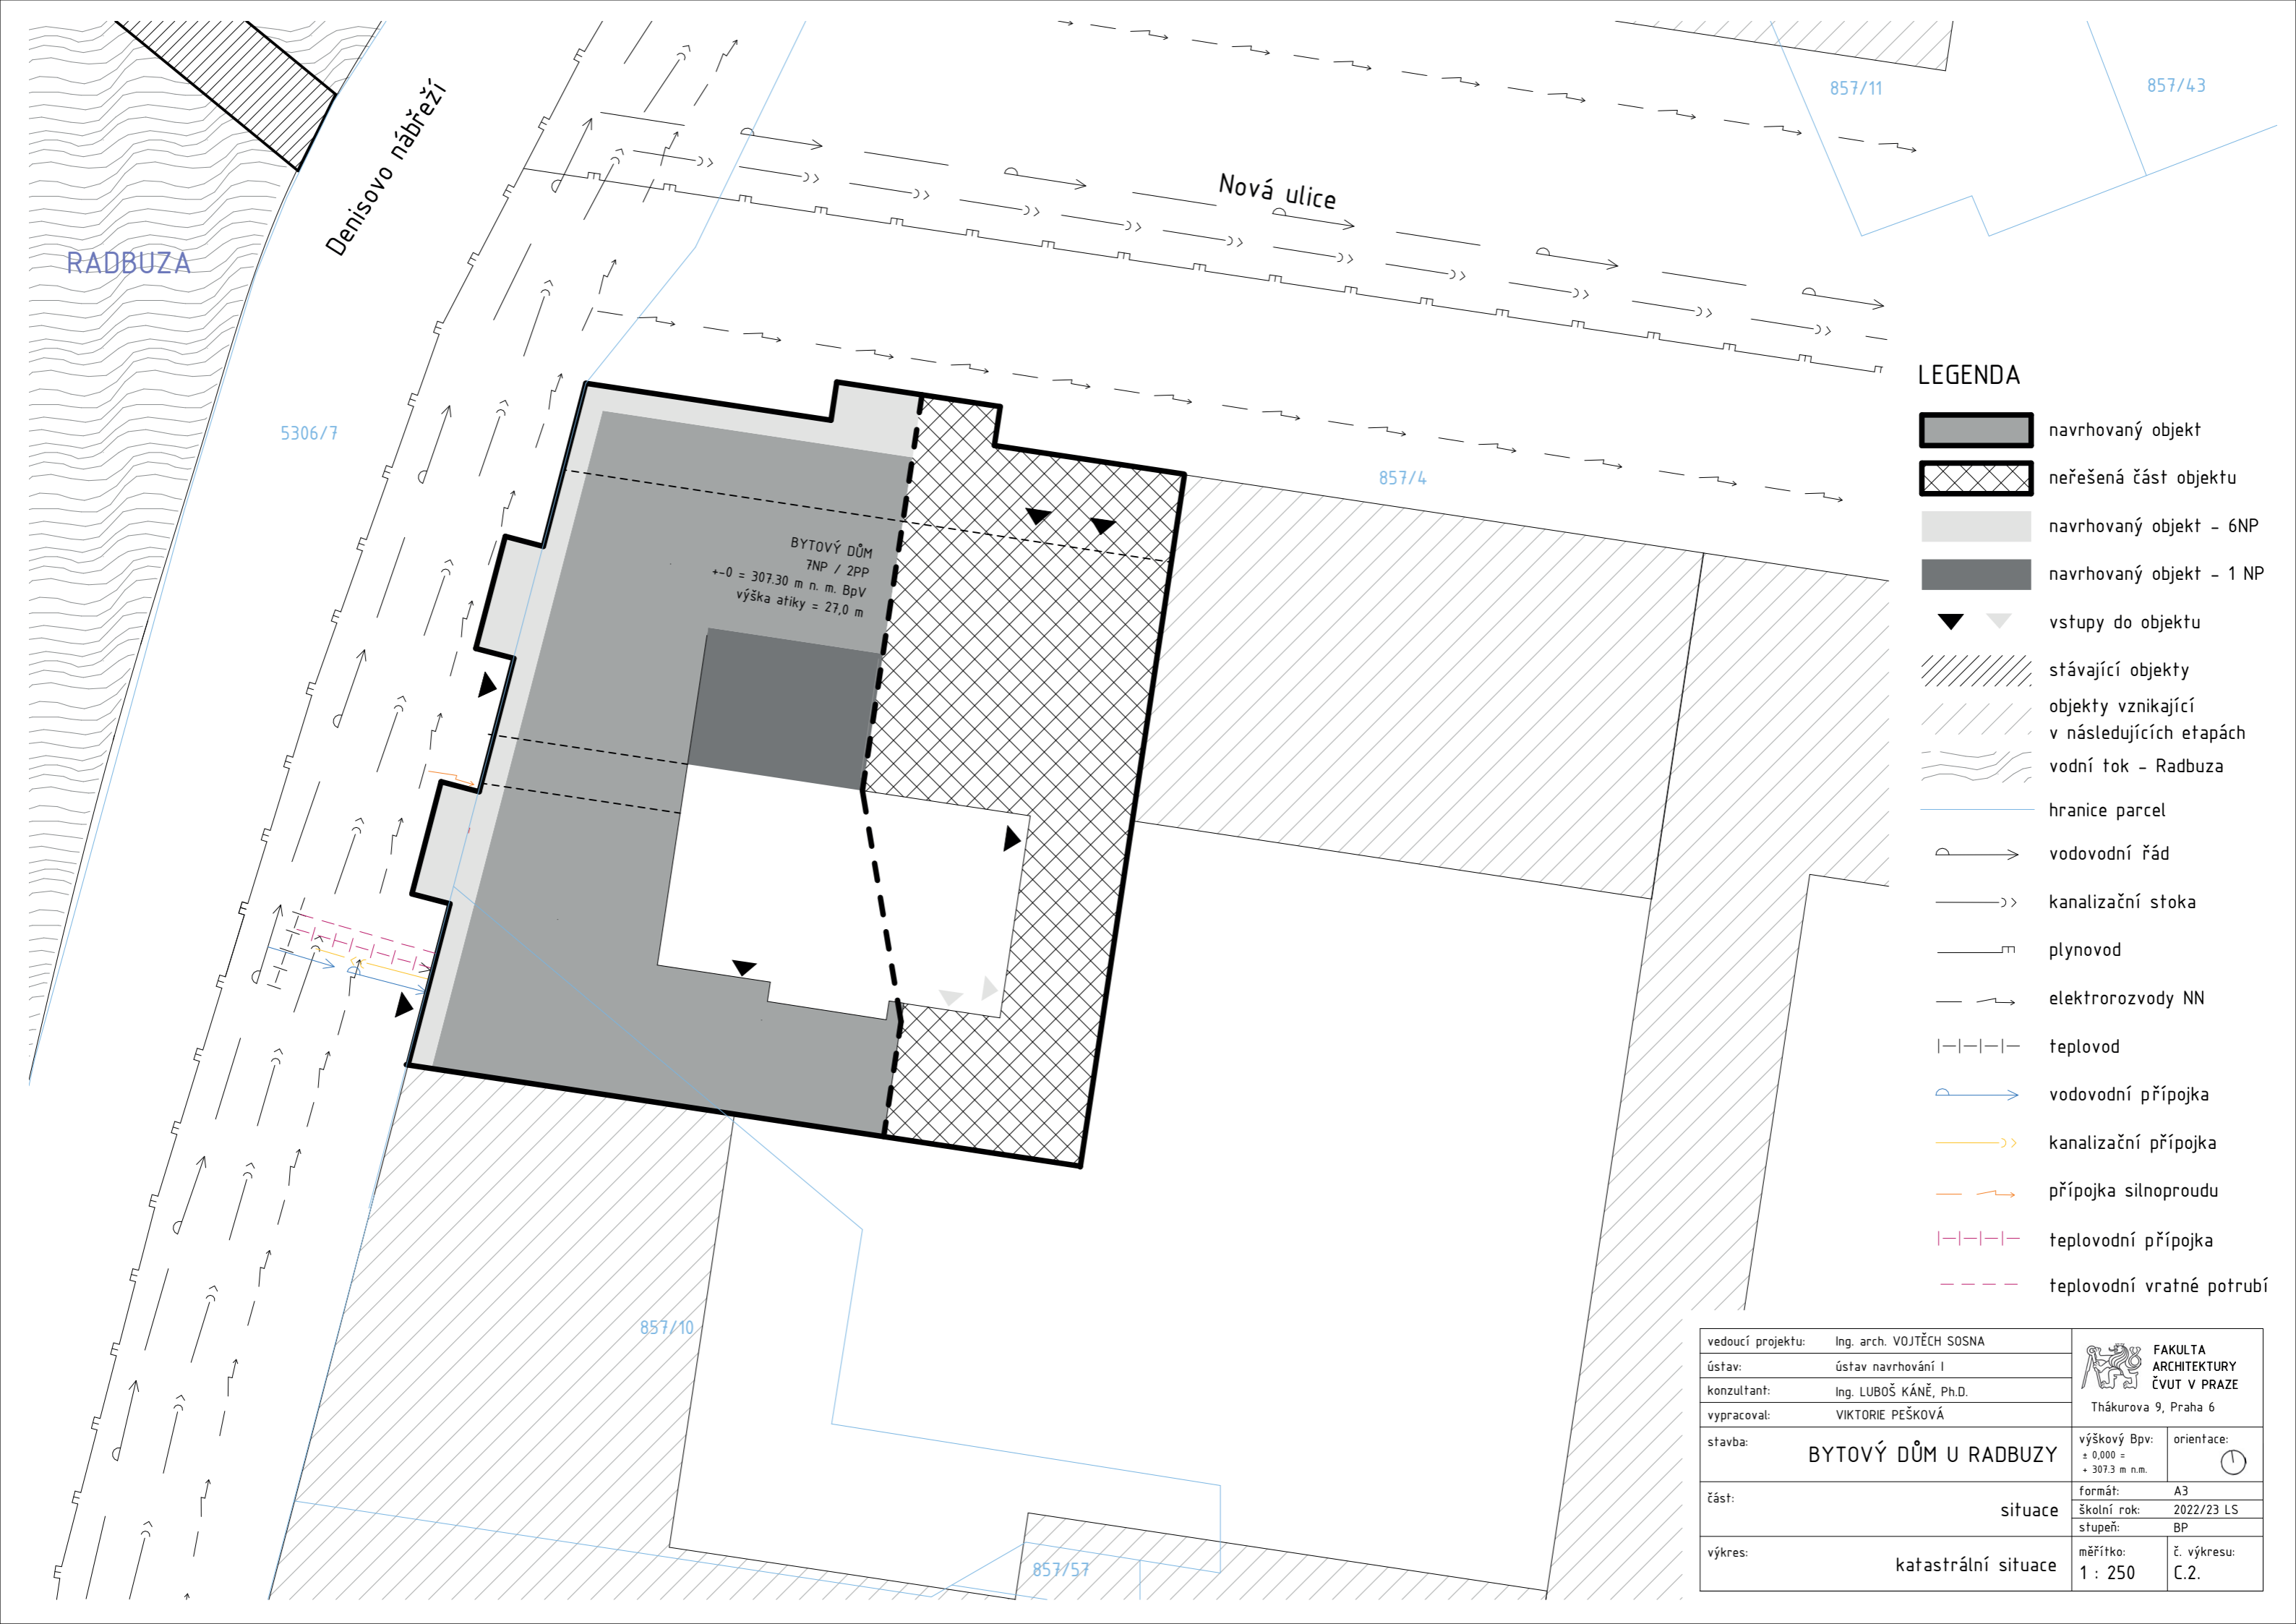 Denisovo nábřeží
RADBUZA
5306/7
Nová ulice
857/11
857/43
857/4
BYTOVÝ DŮM
7NP / 2PP
+-0 = 307.30 m n. m. BpV
výška atiky = 27,0 m
857/10
857/57
LEGENDA
navrhovaný objekt
neřešená část objektu
navrhovaný objekt - 6NP
navrhovaný objekt - 1 NP
vstupy do objektu
stávající objekty
objekty vznikající
v následujících etapách
vodní tok - Radbuza
hranice parcel
vodovodní řád
kanalizační stoka
plynovod
elektrorozvody NN
teplovod
vodovodní přípojka
kanalizační přípojka
přípojka silnoproudu
teplovodní přípojka
teplovodní vratné potrubí
vedoucí projektu: Ing. arch. VOJTĚCH SOSNA
ústav: ústav navrhování I
konzultant: Ing. LUBOŠ KÁNĚ, Ph.D.
vypracoval: VIKTORIE PEŠKOVÁ
FAKULTA
ARCHITEKTURY
ČVUT V PRAZE
Thákurova 9, Praha 6
stavba: BYTOVÝ DŮM U RADBUZY
výškový Bpv:
± 0,000 =
+ 307.3 m n.m.
orientace:
část: situace
formát: A3
školní rok: 2022/23 LS
stupeň: BP
výkres: katastrální situace
měřítko:
1 : 250
č. výkresu:
C.2.